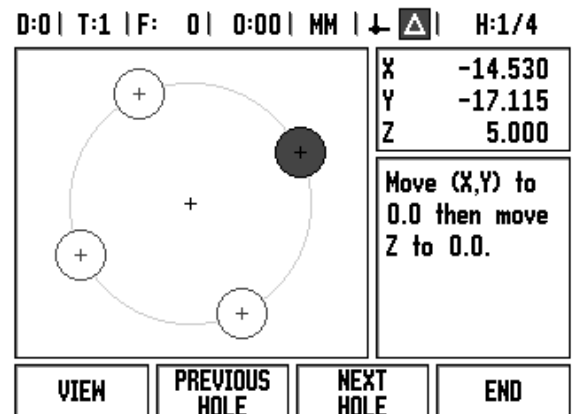 D:0| T:1 |F: 0| 0:00| MM | Δ| H:1/4
X -14.530
Y -17.115
Z 5.000
Move (X,Y) to
0.0 then move
Z to 0.0.
VIEW
PREVIOUS
HOLE
NEXT
HOLE
END